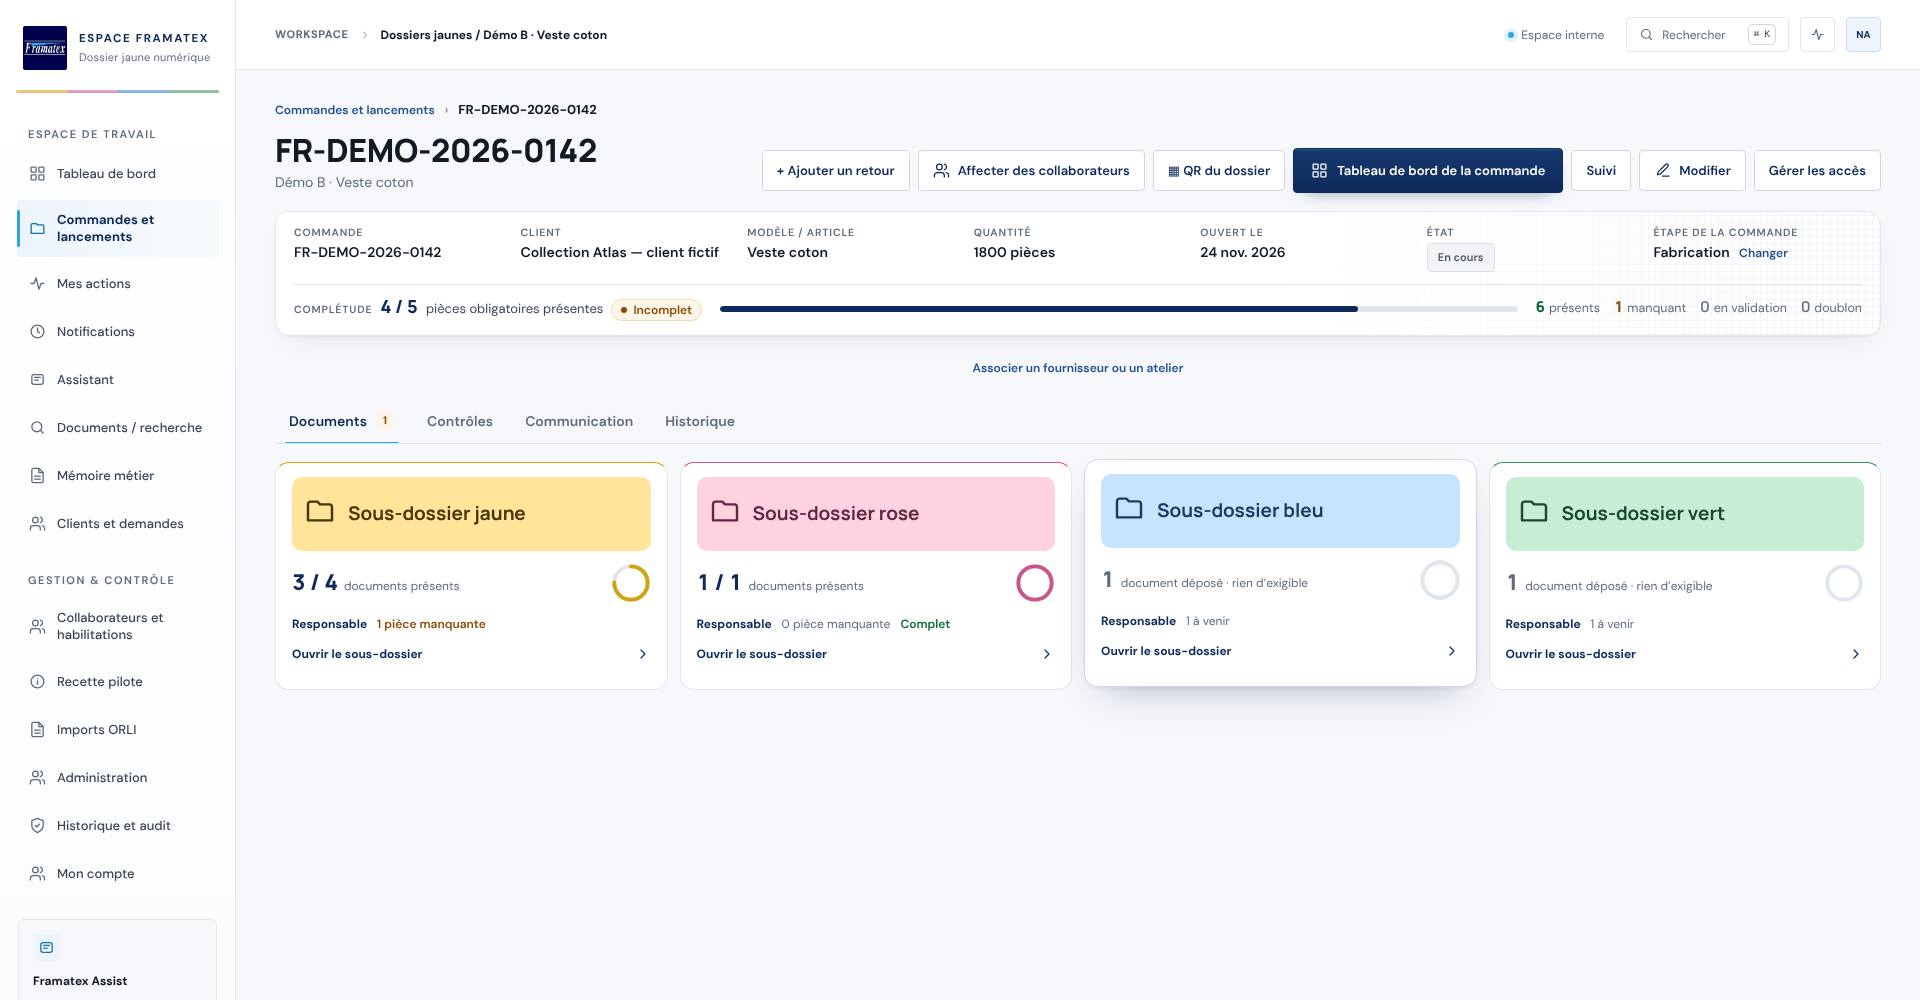 Framatex
ESPACE FRAMATEX
Dossier jaune numérique
ESPACE DE TRAVAIL
Tableau de bord
Commandes et
lancements
Mes actions
Notifications
Assistant
Documents / recherche
Mémoire métier
Clients et demandes
GESTION & CONTRÔLE
Collaborateurs et
habilitations
Recette pilote
Imports ORLI
Administration
Historique et audit
Mon compte
Framatex Assist
WORKSPACE › Dossiers jaunes / Démo B · Veste coton
Espace interne
Rechercher ⌘ K
NA
Commandes et lancements › FR-DEMO-2026-0142
FR-DEMO-2026-0142
Démo B · Veste coton
+ Ajouter un retour
Affecter des collaborateurs
QR du dossier
Tableau de bord de la commande
Suivi
Modifier
Gérer les accès
COMMANDE
FR-DEMO-2026-0142
CLIENT
Collection Atlas — client fictif
MODÈLE / ARTICLE
Veste coton
QUANTITÉ
1800 pièces
OUVERT LE
24 nov. 2026
ÉTAT
En cours
ÉTAPE DE LA COMMANDE
Fabrication Changer
COMPLÉTUDE 4 / 5 pièces obligatoires présentes Incomplet
6 présents 1 manquant 0 en validation 0 doublon
Associer un fournisseur ou un atelier
Documents 1
Contrôles
Communication
Historique
Sous-dossier jaune
3 / 4 documents présents
Responsable 1 pièce manquante
Ouvrir le sous-dossier
Sous-dossier rose
1 / 1 documents présents
Responsable 0 pièce manquante Complet
Ouvrir le sous-dossier
Sous-dossier bleu
1 document déposé · rien d’exigible
Responsable 1 à venir
Ouvrir le sous-dossier
Sous-dossier vert
1 document déposé · rien d’exigible
Responsable 1 à venir
Ouvrir le sous-dossier